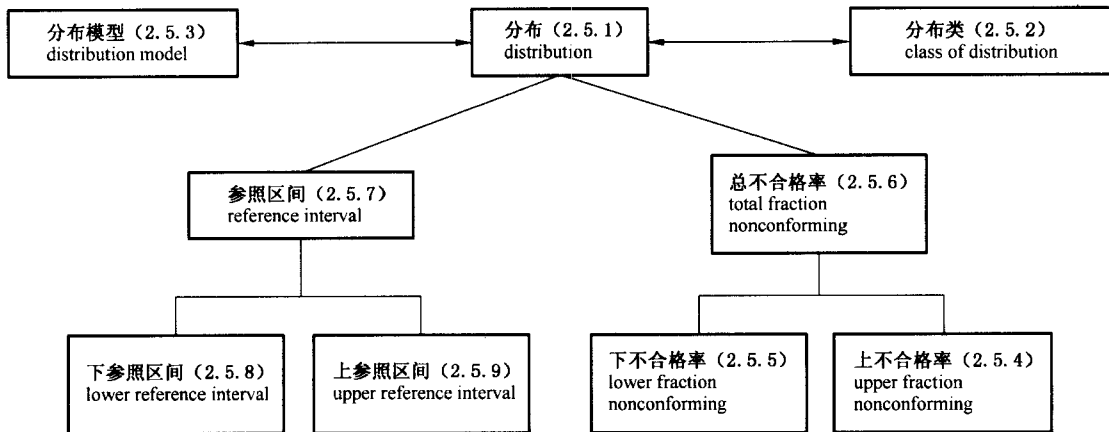 分布模型(2.5.3)
distribution model
分布(2.5.1)
distribution
分布类(2.5.2)
class of distribution
参照区间(2.5.7)
reference interval
总不合格率(2.5.6)
total fraction
nonconforming
下参照区间(2.5.8)
lower reference interval
上参照区间(2.5.9)
upper reference interval
下不合格率(2.5.5)
lower fraction
nonconforming
上不合格率(2.5.4)
upper fraction
nonconforming